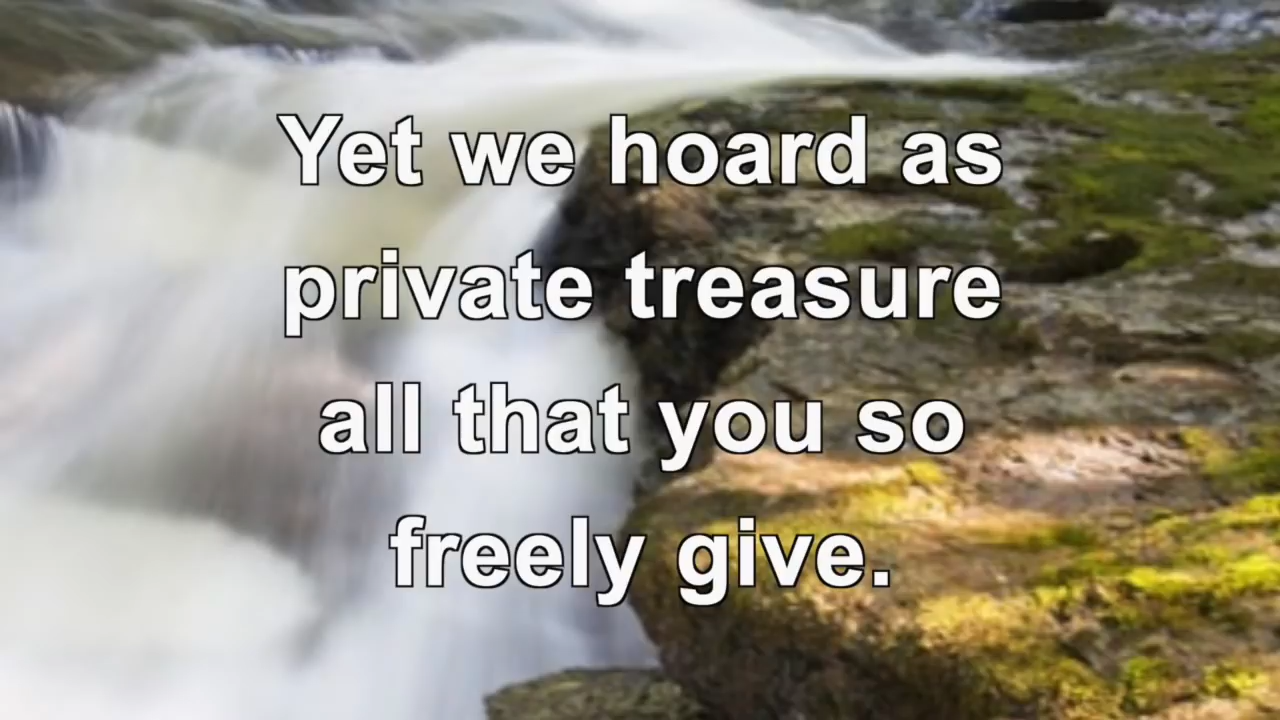 Yet we hoard as
private treasure
all that you so
freely give.